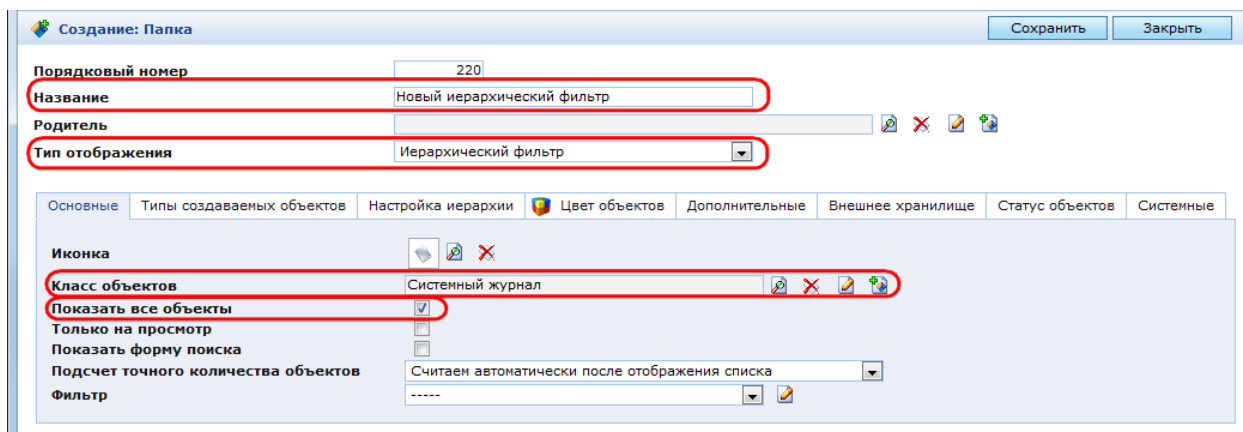 Создание: Папка Сохранить Закрыть
Порядковый номер 220
Название Новый иерархический фильтр
Родитель
Тип отображения Иерархический фильтр
Основные Типы создаваемых объектов Настройка иерархии Цвет объектов Дополнительные Внешнее хранилище Статус объектов Системные
Иконка
Класс объектов Системный журнал
Показать все объекты
Только на просмотр
Показать форму поиска
Подсчет точного количества объектов Считаем автоматически после отображения списка
Фильтр -----